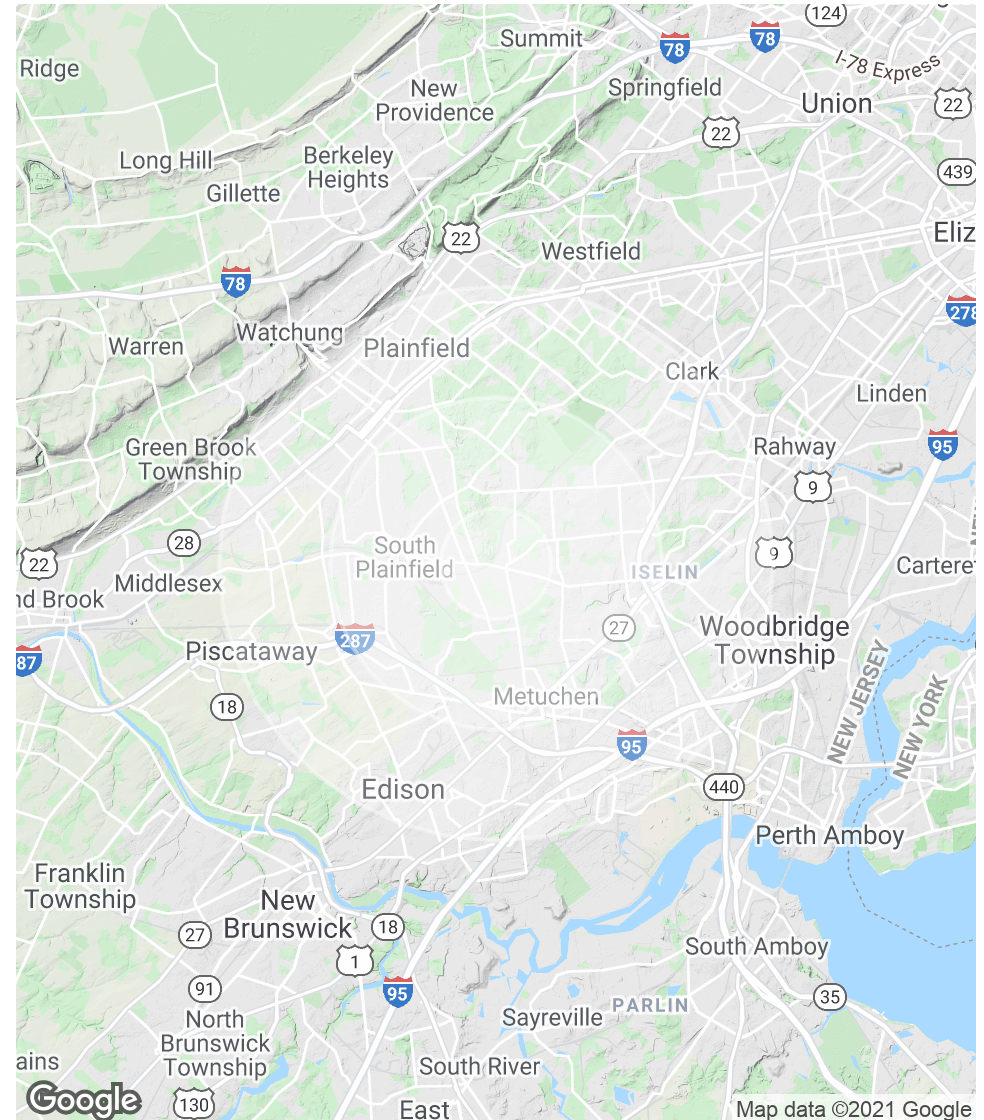 124
Summit
78
78
I-78 Express
Ridge
New
Providence
Springfield
Union
22
22
Long Hill
Berkeley
Heights
439
Gillette
22
Eliz
Westfield
78
278
Watchung
Warren
Plainfield
Clark
Linden
Green Brook
Township
Rahway
95
9
28
South
Plainfield
9
22
ISELIN
Carteret
Middlesex
nd Brook
27
Woodbridge
Township
287
Piscataway
87
NEW JERSEY
NEW YORK
Metuchen
18
95
Edison
440
Perth Amboy
Franklin
Township
New
Brunswick
18
27
1
South Amboy
91
95
35
PARLIN
Sayreville
North
Brunswick
Township
ains
South River
130
East
Google
Map data ©2021 Google